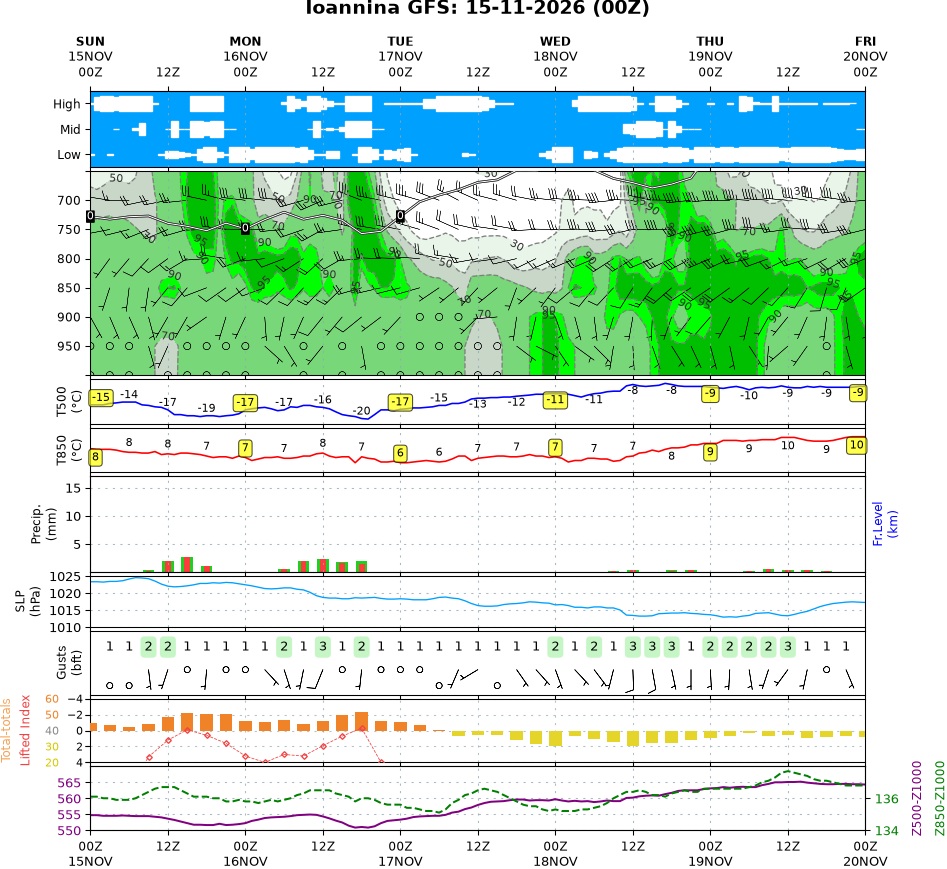 Ioannina GFS: 15-11-2026 (00Z)
SUN MON TUE WED THU FRI
15NOV 16NOV 17NOV 18NOV 19NOV 20NOV
00Z 12Z 00Z 12Z 00Z 12Z 00Z 12Z 00Z 12Z 00Z
High
Mid
Low
700
750
800
850
900
950
T500 (°C)
-15 -14 -17 -19 -17 -17 -16 -20 -17 -15 -13 -12 -11 -11 -8 -8 -9 -10 -9 -9 -9
T850 (°C)
8 8 8 7 7 7 8 7 6 6 7 7 7 7 7 8 9 9 10 9 10
Precip. (mm)
15
10
5
Fr.Level (km)
SLP (hPa)
1025
1020
1015
1010
Gusts (bft)
1 1 2 2 1 1 1 1 1 2 1 3 1 2 1 1 1 1 1 1 1 1 1 2 1 2 1 3 3 3 1 2 2 2 2 3 1 1 1
Total-totals
Lifted Index
60 −4
50 −2
40 0
30 2
20 4
565
560
555
550
136
134
Z500-Z1000
Z850-Z1000
00Z 12Z 00Z 12Z 00Z 12Z 00Z 12Z 00Z 12Z 00Z
15NOV 16NOV 17NOV 18NOV 19NOV 20NOV